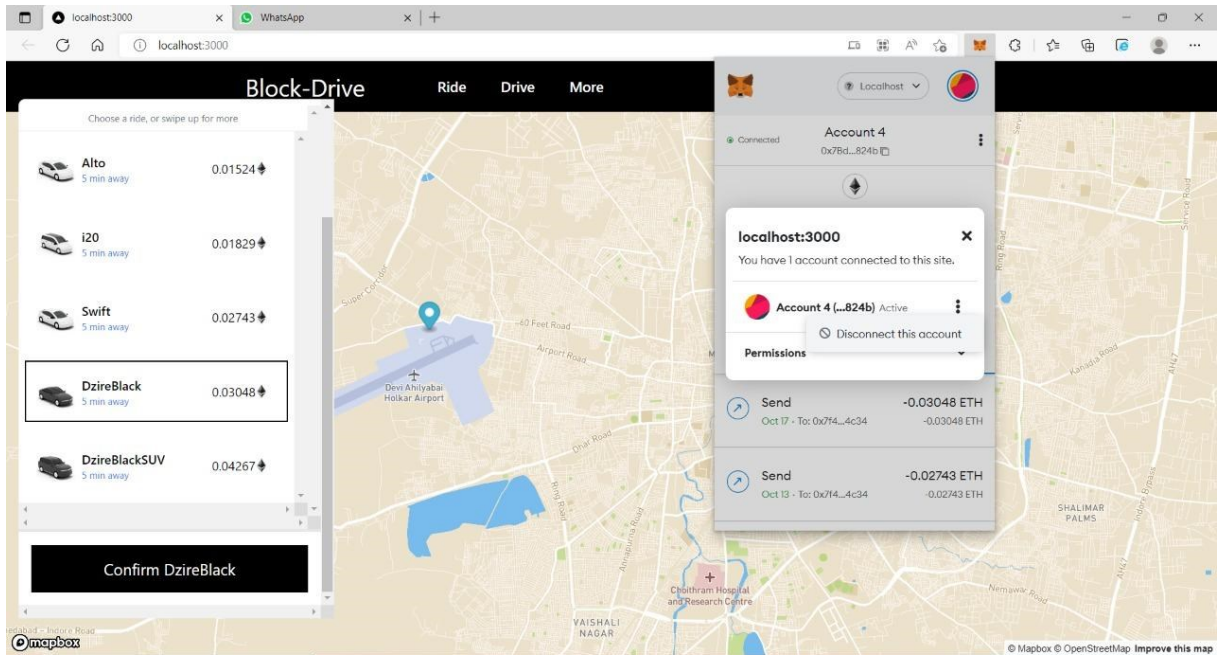 localhost:3000
WhatsApp
localhost:3000
Block-Drive
Ride
Drive
More
Choose a ride, or swipe up for more
Alto
5 min away
0.01524
i20
5 min away
0.01829
Swift
5 min away
0.02743
DzireBlack
5 min away
0.03048
DzireBlackSUV
5 min away
0.04267
Confirm DzireBlack
Localhost
Connected
Account 4
0x7Bd...824b
localhost:3000
You have 1 account connected to this site.
Account 4 (...824b) Active
Disconnect this account
Permissions
Send
-0.03048 ETH
Oct 17 · To: 0x7f4...4c34
-0.03048 ETH
Send
-0.02743 ETH
Oct 13 · To: 0x7f4...4c34
-0.02743 ETH
Super Corridor
40 Feet Road
Airport Road
Devi Ahilyabai
Holkar Airport
Dhar Road
Ring Road
Annapurna Road
Choithram Hospital
and Research Centre
VAISHALI
NAGAR
Ring Road
Service Road
Kanadia Road
AH47
SHALIMAR
PALMS
Indore Bypass
Nemawar Road
AH47
mapbox
© Mapbox © OpenStreetMap Improve this map